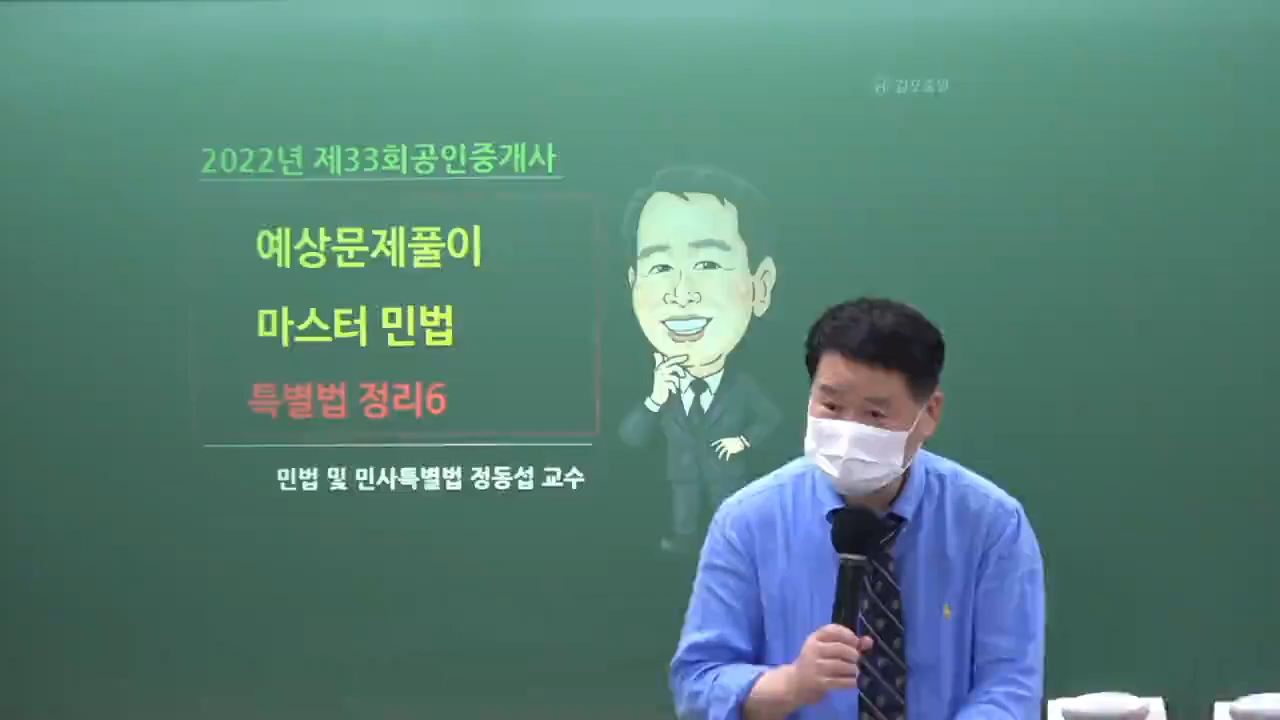 2022년 제33회공인중개사
예상문제풀이
마스터 민법
특별법 정리6
민법 및 민사특별법 정동섭 교수